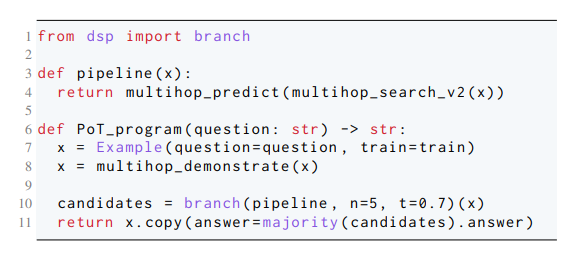 1 from dsp import branch
2
3 def pipeline(x):
4   return multihop_predict(multihop_search_v2(x))
5
6 def PoT_program(question: str) -> str:
7   x = Example(question=question, train=train)
8   x = multihop_demonstrate(x)
9
10   candidates = branch(pipeline, n=5, t=0.7)(x)
11   return x.copy(answer=majority(candidates).answer)